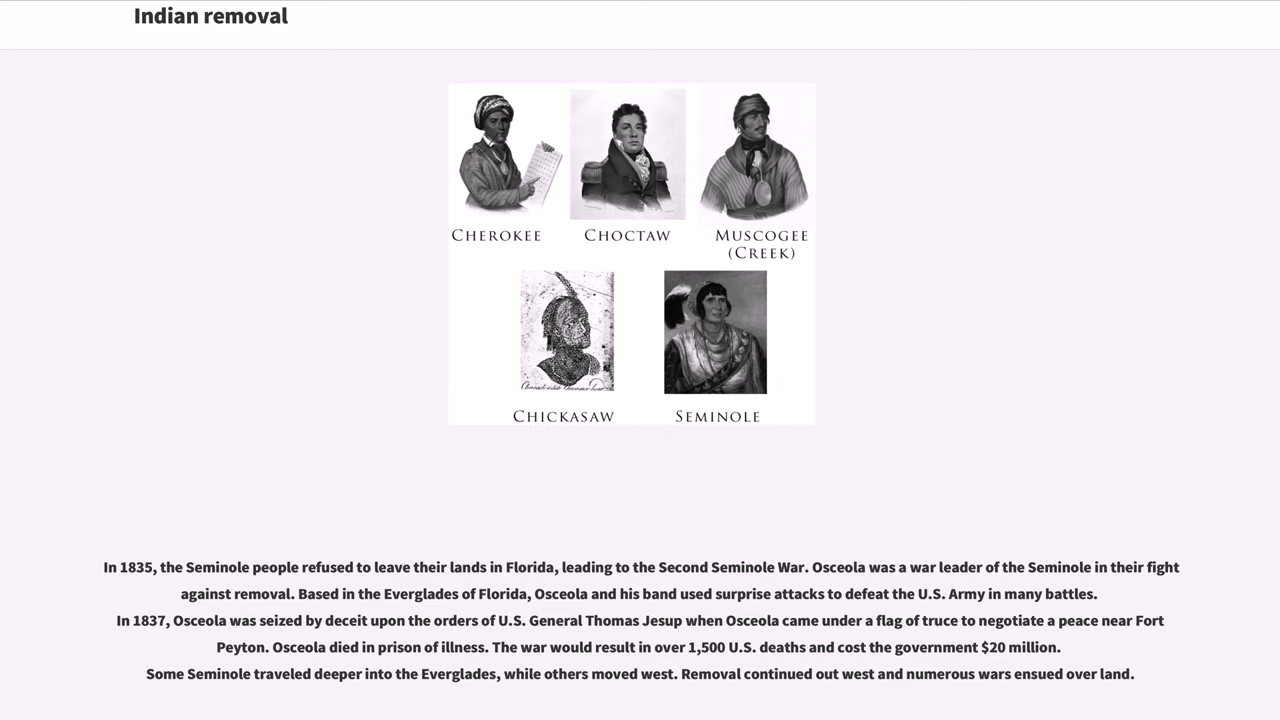 Indian removal
CHEROKEE
CHOCTAW
MUSCOGEE
(CREEK)
CHICKASAW
SEMINOLE
In 1835, the Seminole people refused to leave their lands in Florida, leading to the Second Seminole War. Osceola was a war leader of the Seminole in their fight
against removal. Based in the Everglades of Florida, Osceola and his band used surprise attacks to defeat the U.S. Army in many battles.
In 1837, Osceola was seized by deceit upon the orders of U.S. General Thomas Jesup when Osceola came under a flag of truce to negotiate a peace near Fort
Peyton. Osceola died in prison of illness. The war would result in over 1,500 U.S. deaths and cost the government $20 million.
Some Seminole traveled deeper into the Everglades, while others moved west. Removal continued out west and numerous wars ensued over land.